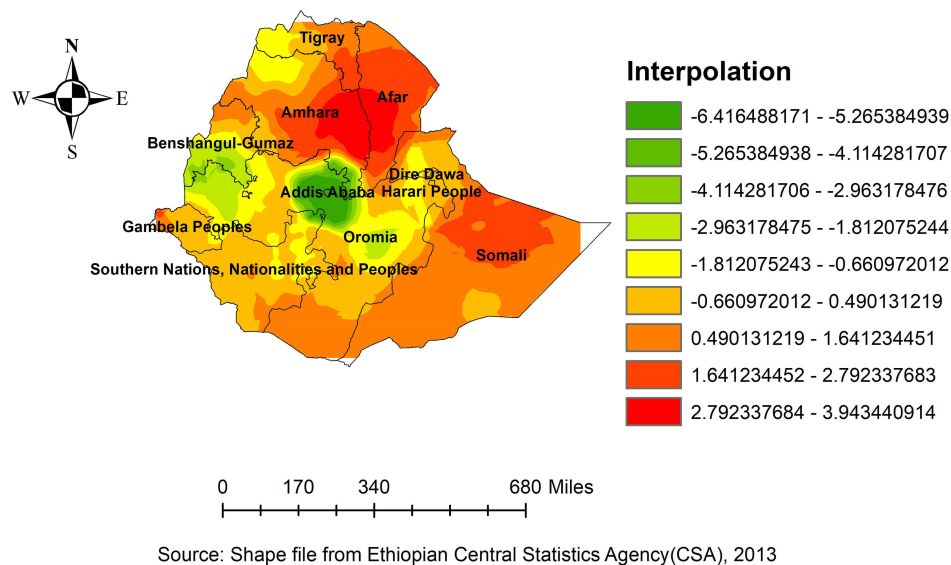 N
W E
S
Tigray
Afar
Amhara
Benshangul-Gumaz
Dire Dawa
Addis Ababa Harari People
Gambela Peoples
Oromia
Somali
Southern Nations, Nationalities and Peoples
Interpolation
-6.416488171 - -5.265384939
-5.265384938 - -4.114281707
-4.114281706 - -2.963178476
-2.963178475 - -1.812075244
-1.812075243 - -0.660972012
-0.660972012 - 0.490131219
0.490131219 - 1.641234451
1.641234452 - 2.792337683
2.792337684 - 3.943440914
0 170 340 680 Miles
Source: Shape file from Ethiopian Central Statistics Agency(CSA), 2013